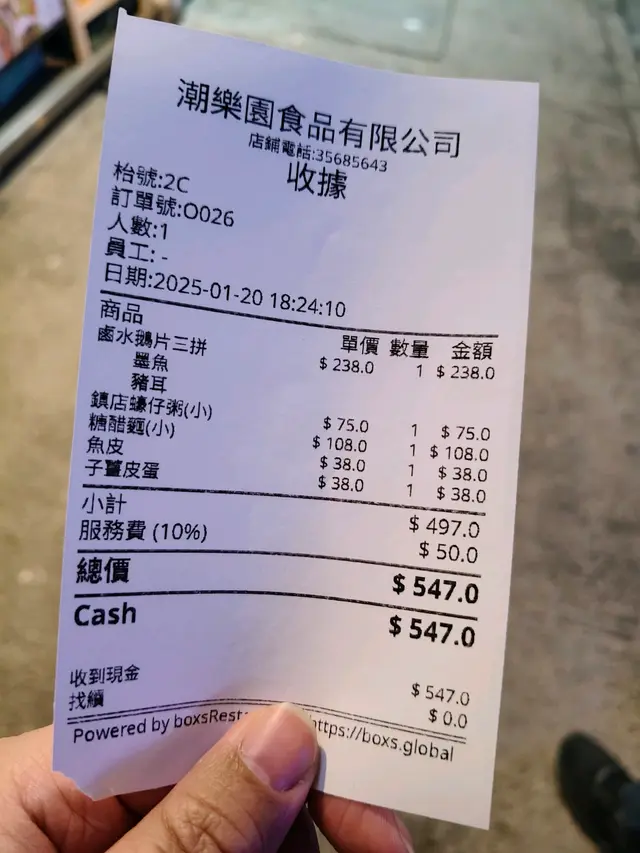 潮樂園食品有限公司
店鋪電話:35685643
收據
枱號:2C
訂單號:O026
人數:1
員工: -
日期:2025-01-20 18:24:10
商品 單價 數量 金額
鹵水鵝片三拼 $ 238.0 1 $ 238.0
墨魚
豬耳
鎮店蠔仔粥(小) $ 75.0 1 $ 75.0
糖醋麵(小) $ 108.0 1 $ 108.0
魚皮 $ 38.0 1 $ 38.0
子薑皮蛋 $ 38.0 1 $ 38.0
小計 $ 497.0
服務費 (10%) $ 50.0
總價 $ 547.0
Cash $ 547.0
收到現金 $ 547.0
找續 $ 0.0
Powered by https://boxs.global